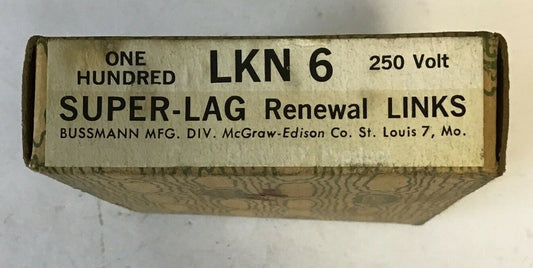 ONE HUNDRED LKN 6 250 Volt
SUPER-LAG Renewal LINKS
BUSSMANN MFG. DIV. McGraw-Edison Co. St. Louis 7, Mo.